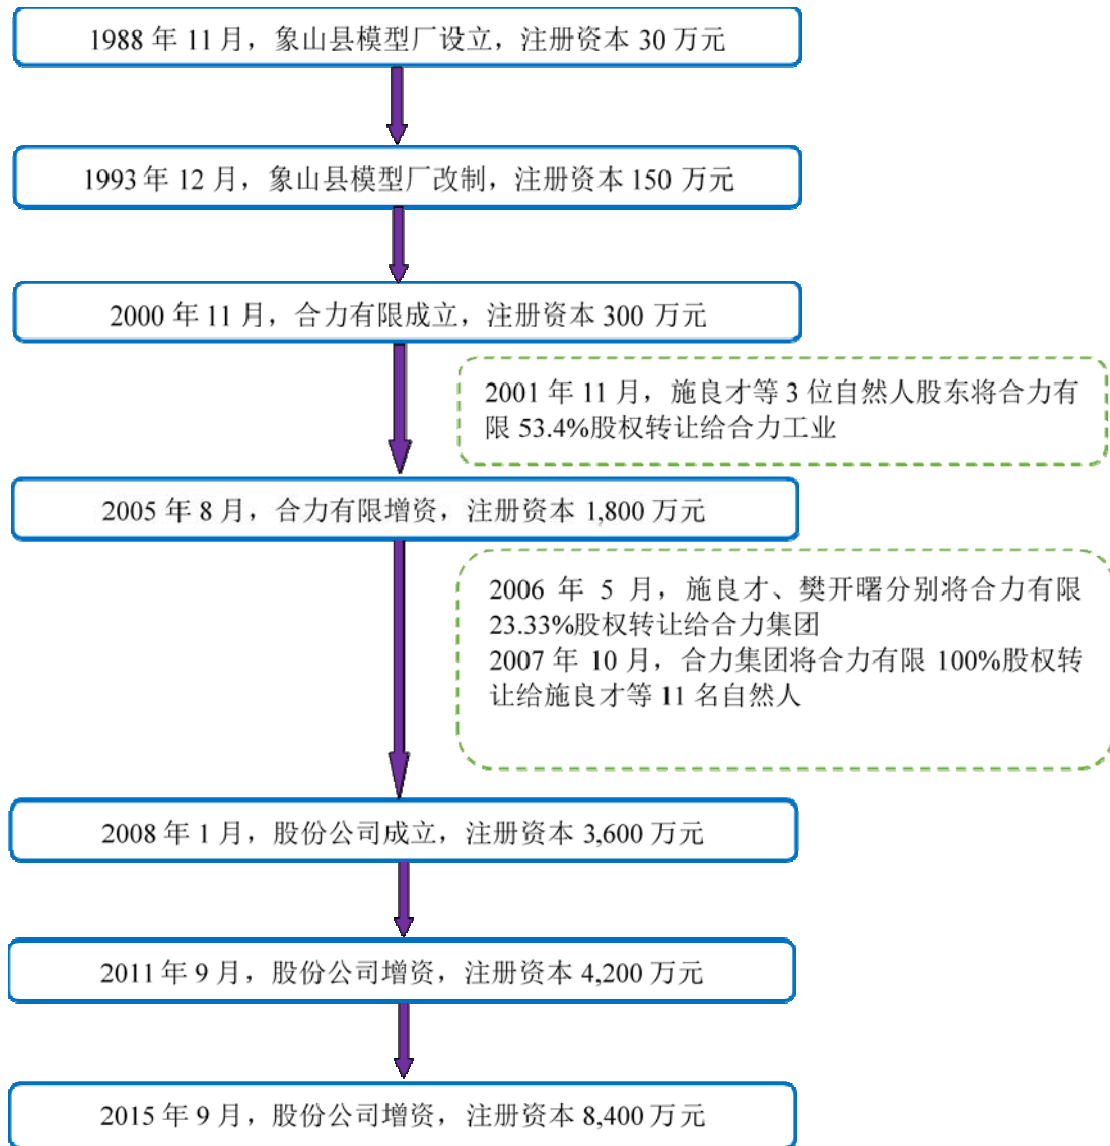 1988 年 11 月，象山县模型厂设立，注册资本 30 万元
1993 年 12 月，象山县模型厂改制，注册资本 150 万元
2000 年 11 月，合力有限成立，注册资本 300 万元
2001 年 11 月，施良才等 3 位自然人股东将合力有
限 53.4%股权转让给合力工业
2005 年 8 月，合力有限增资，注册资本 1,800 万元
2006 年 5 月，施良才、樊开曙分别将合力有限
23.33%股权转让给合力集团
2007 年 10 月，合力集团将合力有限 100%股权转
让给施良才等 11 名自然人
2008 年 1 月，股份公司成立，注册资本 3,600 万元
2011 年 9 月，股份公司增资，注册资本 4,200 万元
2015 年 9 月，股份公司增资，注册资本 8,400 万元